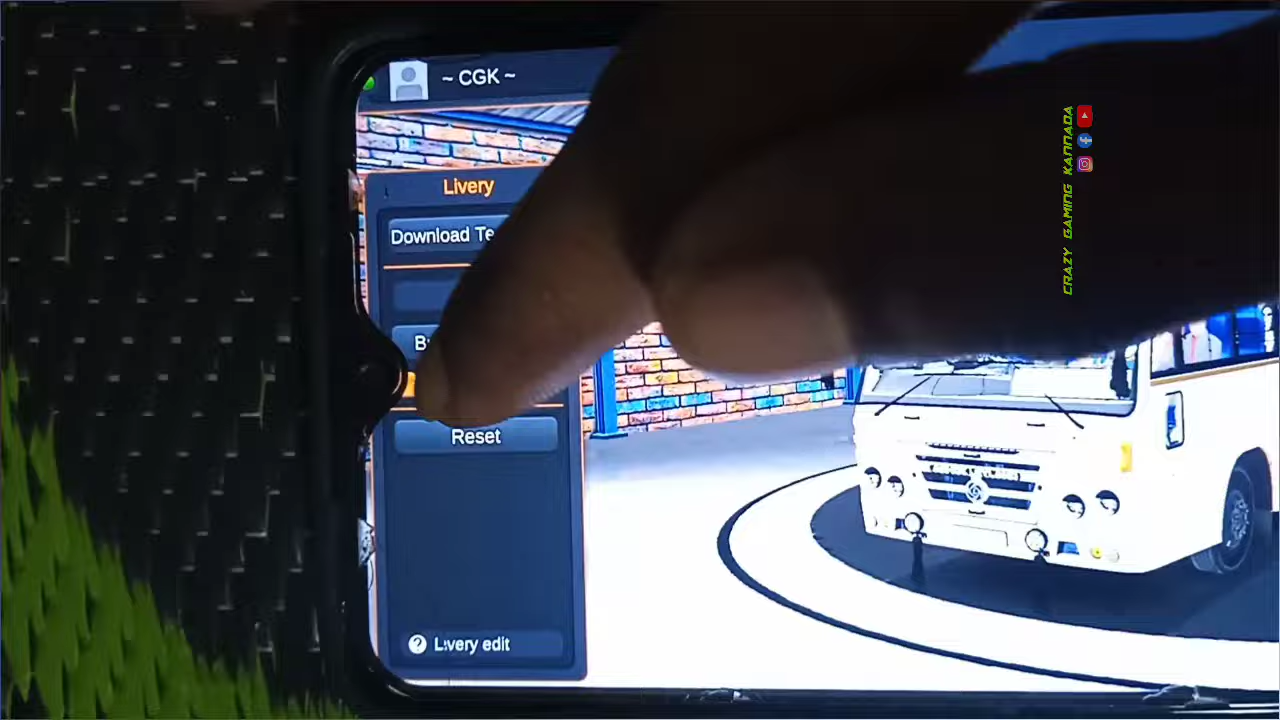 ~ CGK ~
Livery
Download Te
B
Reset
Livery edit
CRAZY GAMING KANNADA